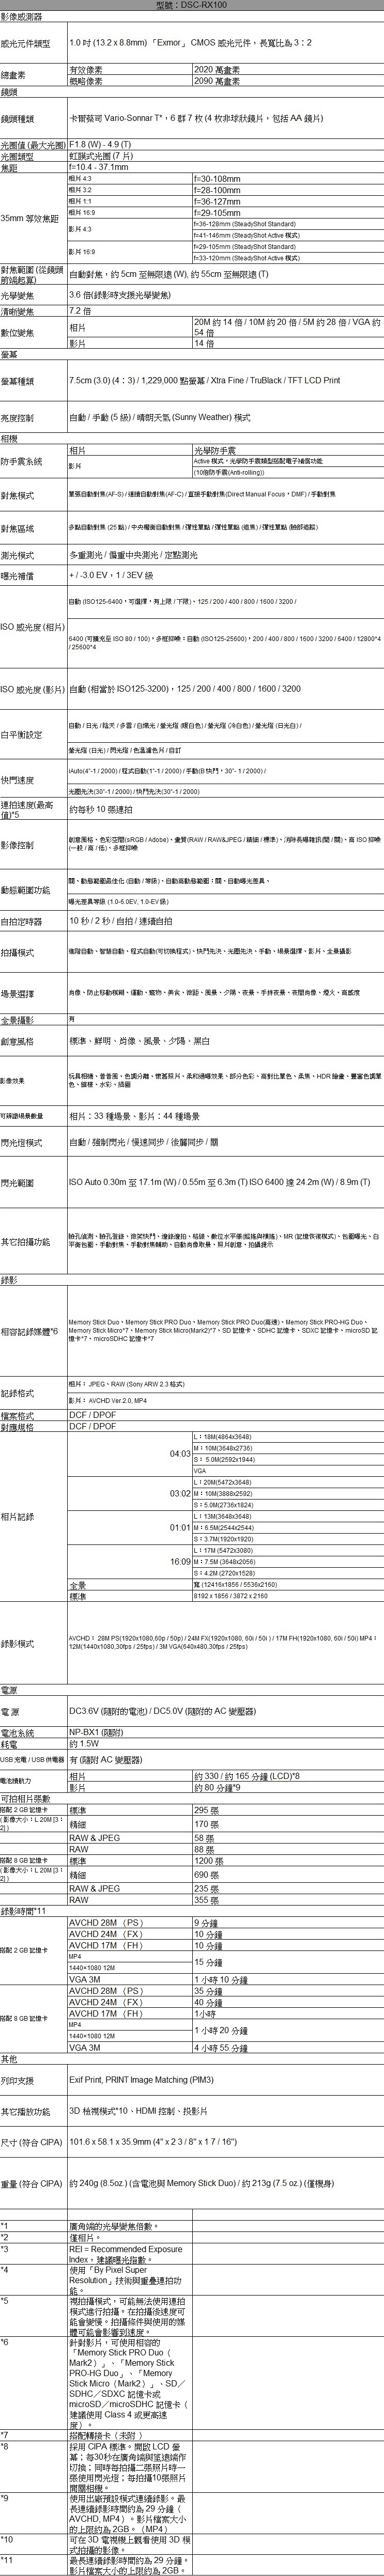 型號：DSC-RX100
影像感測器
感光元件類型 1.0 吋 (13.2 x 8.8mm) 「Exmor」 CMOS 感光元件，長寬比為 3：2
總畫素 有效像素 2020 萬畫素
概略像素 2090 萬畫素
鏡頭
鏡頭種類 卡爾蔡司 Vario-Sonnar T*，6 群 7 枚 (4 枚非球狀鏡片，包括 AA 鏡片)
光圈值 (最大光圈) F1.8 (W) - 4.9 (T)
光圈類型 虹膜式光圈 (7 片)
焦距 f=10.4 - 37.1mm
35mm 等效焦距 相片 4:3 f=30-108mm
相片 3:2 f=28-100mm
相片 1:1 f=36-127mm
相片 16:9 f=29-105mm
影片 4:3 f=36-128mm (SteadyShot Standard)
f=41-146mm (SteadyShot Active 模式)
影片 16:9 f=29-105mm (SteadyShot Standard)
f=33-120mm (SteadyShot Active 模式)
對焦範圍 (從鏡頭前端起算) 自動對焦，約 5cm 至無限遠 (W), 約 55cm 至無限遠 (T)
光學變焦 3.6 倍(錄影時支援光學變焦)
清晰變焦 7.2 倍
數位變焦 相片 20M 約 14 倍 / 10M 約 20 倍 / 5M 約 28 倍 / VGA 約 54 倍
影片 14 倍
螢幕
螢幕種類 7.5cm (3.0) (4：3) / 1,229,000 點螢幕 / Xtra Fine / TruBlack / TFT LCD Print
亮度控制 自動 / 手動 (5 級) / 晴朗天氣 (Sunny Weather) 模式
相機
防手震系統 相片 光學防手震
影片 Active 模式，光學防手震類型搭配電子補償功能
(10倍防手震(Anti-rolling))
對焦模式 單張自動對焦(AF-S) / 連續自動對焦(AF-C) / 直接手動對焦(Direct Manual Focus，DMF) / 手動對焦
對焦區域 多點自動對焦 (25 點) / 中央權衡自動對焦 / 彈性單點 / 彈性單點 (追焦) / 彈性單點 (臉部追蹤)
測光模式 多重測光 / 偏重中央測光 / 定點測光
曝光補償 + / -3.0 EV，1 / 3EV 級
ISO 感光度 (相片) 自動 (ISO125-6400，可選擇，有上限 / 下限)、125 / 200 / 400 / 800 / 1600 / 3200 /
6400 (可擴充至 ISO 80 / 100)，多框抑噪：自動 (ISO125-25600)，200 / 400 / 800 / 1600 / 3200 / 6400 / 12800*4 / 25600*4
ISO 感光度 (影片) 自動 (相當於 ISO125-3200)，125 / 200 / 400 / 800 / 1600 / 3200
白平衡設定 自動 / 日光 / 陰天 / 多雲 / 白熾光 / 螢光燈 (暖白色) / 螢光燈 (冷白色) / 螢光燈 (日光白) /
螢光燈 (日光) / 閃光燈 / 色溫濾色片 / 自訂
快門速度 iAuto(4"-1 / 2000) / 程式自動(1"-1 / 2000) / 手動(B 快門，30"- 1 / 2000) /
光圈先決(30"-1 / 2000) / 快門先決(30"-1 / 2000)
連拍速度(最高值)*5 約每秒 10 張連拍
影像控制 創意風格、色彩空間(sRGB / Adobe)、畫質(RAW / RAW&JPEG / 精細 / 標準)、消除長曝雜訊(開 / 關)、高 ISO 抑噪(一般 / 高 / 低)、多框抑噪
動態範圍功能 關、動態範圍最佳化 (自動 / 等級)、自動高動態範圍：關、自動曝光差異、
曝光差異等級 (1.0-6.0EV, 1.0-EV 級)
自拍定時器 10 秒 / 2 秒 / 自拍 / 連續自拍
拍攝模式 進階自動、智慧自動、程式自動(可切換程式)、快門先決、光圈先決、手動、場景選擇、影片、全景攝影
場景選擇 肖像、防止移動模糊、運動、寵物、美食、微距、風景、夕陽、夜景、手持夜景、夜間肖像、煙火、高感度
全景攝影 有
創意風格 標準、鮮明、肖像、風景、夕陽、黑白
影像效果 玩具相機、普普風、色調分離、懷舊照片、柔和過曝效果、部分色彩、高對比單色、柔焦、HDR 繪畫、豐富色調單色、縮樣、水彩、插圖
可辨識場景數量 相片：33 種場景、影片：44 種場景
閃光燈模式 自動 / 強制閃光 / 慢速同步 / 後簾同步 / 關
閃光範圍 ISO Auto 0.30m 至 17.1m (W) / 0.55m 至 6.3m (T) ISO 6400 達 24.2m (W) / 8.9m (T)
其它拍攝功能 臉孔偵測、臉孔登錄、微笑快門、連錄邊拍、格線、數位水平儀(縱搖與橫搖)、MR (記憶恢復模式)、包圍曝光、白平衡包圍、手動對焦、手動對焦輔助、自動肖像取景、照片創意、拍攝提示
錄影
相容記錄媒體*6 Memory Stick Duo、Memory Stick PRO Duo、Memory Stick PRO Duo(高速)、Memory Stick PRO-HG Duo、Memory Stick Micro*7、Memory Stick Micro(Mark2)*7、SD 記憶卡、SDHC 記憶卡、SDXC 記憶卡、microSD 記憶卡*7、microSDHC 記憶卡*7
記錄格式 相片： JPEG、RAW (Sony ARW 2.3 格式)
影片： AVCHD Ver.2.0, MP4
檔案格式 DCF / DPOF
對應規格 DCF / DPOF
相片記錄 04:03 L：18M(4864x3648)
M：10M(3648x2736)
S： 5.0M(2592x1944)
VGA
03:02 L：20M(5472x3648)
M：10M(3888x2592)
S：5.0M(2736x1824)
01:01 L：13M(3648x3648)
M：6.5M(2544x2544)
S：3.7M(1920x1920)
16:09 L：17M (5472x3080)
M：7.5M (3648x2056)
S：4.2M (2720x1528)
全景 寬 (12416x1856 / 5536x2160)
標準 8192 x 1856 / 3872 x 2160
錄影模式 AVCHD： 28M PS(1920x1080,60p / 50p) / 24M FX(1920x1080, 60i / 50i ) / 17M FH(1920x1080, 60i / 50i) MP4：12M(1440x1080,30fps / 25fps) / 3M VGA(640x480,30fps / 25fps)
電源
電 源 DC3.6V (隨附的電池) / DC5.0V (隨附的 AC 變壓器)
電池系統 NP-BX1 (隨附)
耗電 約 1.5W
USB 充電 / USB 供電器 有 (隨附 AC 變壓器)
電池續航力 相片 約 330 / 約 165 分鐘 (LCD)*8
影片 約 80 分鐘*9
可拍相片張數
搭配 2 GB 記憶卡 標準 295 張
( 影像大小：L 20M [3：2] ) 精細 170 張
RAW & JPEG 58 張
RAW 88 張
搭配 8 GB 記憶卡 標準 1200 張
( 影像大小：L 20M [3：2] ) 精細 690 張
RAW & JPEG 235 張
RAW 355 張
錄影時間*11
搭配 2 GB 記憶卡 AVCHD 28M （PS） 9 分鐘
AVCHD 24M （FX） 10 分鐘
AVCHD 17M （FH） 10 分鐘
MP4
1440×1080 12M 15 分鐘
VGA 3M 1 小時 10 分鐘
搭配 8 GB 記憶卡 AVCHD 28M （PS） 35 分鐘
AVCHD 24M （FX） 40 分鐘
AVCHD 17M （FH） 1小時
MP4
1440×1080 12M 1 小時 20 分鐘
VGA 3M 4 小時 55 分鐘
其他
列印支援 Exif Print, PRINT Image Matching (PIM3)
其它播放功能 3D 檢視模式*10、HDMI 控制、投影片
尺寸 (符合 CIPA) 101.6 x 58.1 x 35.9mm (4" x 2 3 / 8" x 1 7 / 16")
重量 (符合 CIPA) 約 240g (8.5oz.) (含電池與 Memory Stick Duo) / 約 213g (7.5 oz.) (僅機身)
*1 廣角端的光學變焦倍數。
*2 僅相片。
*3 REI = Recommended Exposure Index，建議曝光指數。
*4 使用「By Pixel Super Resolution」技術與重疊連拍功能。
*5 視拍攝模式，可能無法使用連拍模式進行拍攝。在拍攝後速度可能會變慢。拍攝條件與使用的媒體可能會影響到速度。
*6 針對影片，可使用相容的「Memory Stick PRO Duo（Mark2）」、「Memory Stick PRO-HG Duo」、「Memory Stick Micro（Mark2）」、SD／SDHC／SDXC 記憶卡或 microSD／microSDHC 記憶卡（建議使用 Class 4 或更高速度）。
*7 搭配轉接卡（未附）
*8 採用 CIPA 標準。開啟 LCD 螢幕；每30秒在廣角端與望遠端作切換；同時每拍攝二張照片時一張使用閃光燈；每拍攝10張照片開關相機。
*9 使用出廠預設模式連續錄影。最長連續錄影時間約為 29 分鐘（AVCHD, MP4）。影片檔案大小的上限約為 2GB。（MP4）
*10 可在 3D 電視機上觀看使用 3D 模式拍攝的影像。
*11 最長連續錄影時間約為 29 分鐘。影片檔案大小的上限約為 2GB。